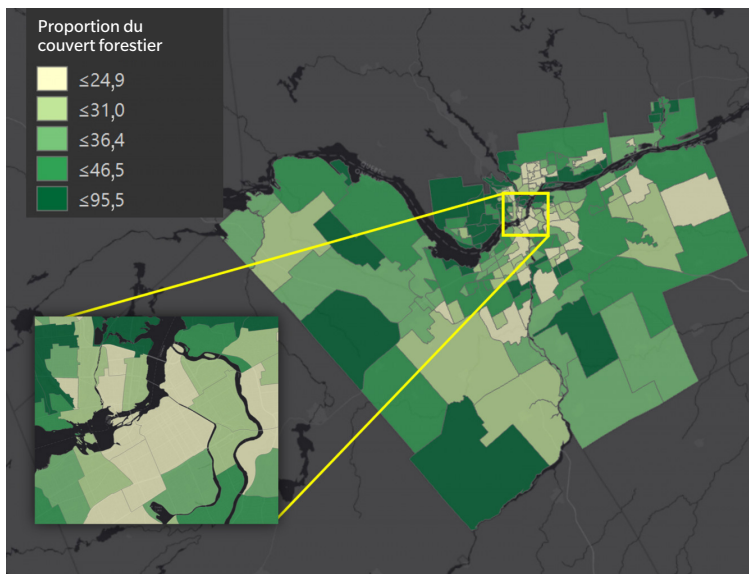 Proportion du
couvert forestier
≤24,9
≤31,0
≤36,4
≤46,5
≤95,5